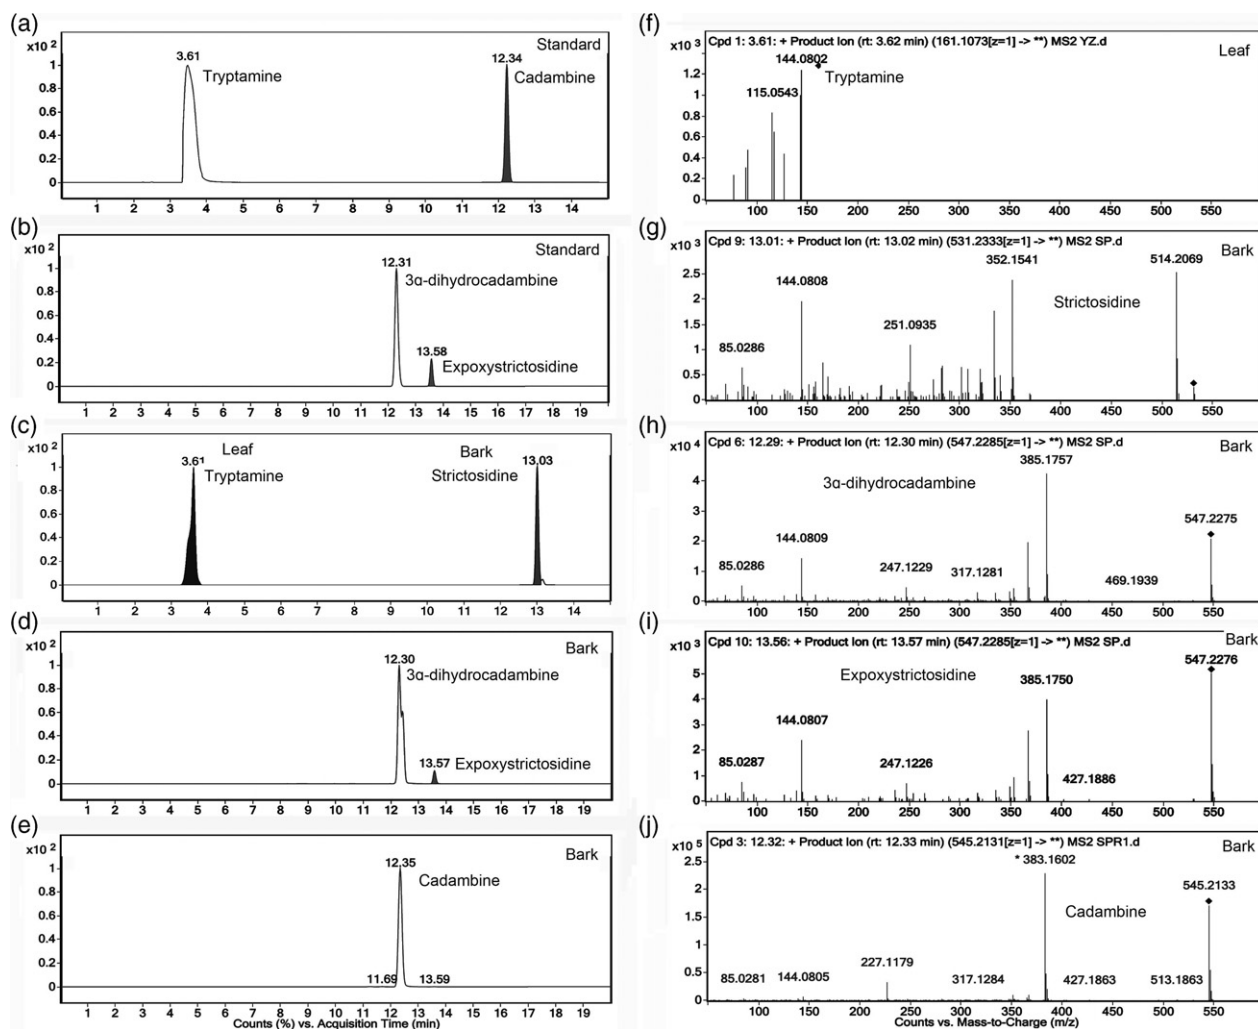 (a)
x10 2
3.61
Tryptamine
12.34
Standard
Cadambine
1
0.8
0.6
0.4
0.2
0
1 2 3 4 5 6 7 8 9 10 11 12 13 14
(b)
x10 2
Standard
12.31
3α-dihydrocadambine
13.58
Expoxystrictosidine
1
0.8
0.6
0.4
0.2
0
1 2 3 4 5 6 7 8 9 10 11 12 13 14 15 16 17 18 19
(c)
x10 2
Leaf
3.61
Tryptamine
Bark
13.03
Strictosidine
1
0.8
0.6
0.4
0.2
0
1 2 3 4 5 6 7 8 9 10 11 12 13 14
(d)
x10 2
Bark
12.30
3α-dihydrocadambine
13.57
Expoxystrictosidine
1
0.8
0.6
0.4
0.2
0
1 2 3 4 5 6 7 8 9 10 11 12 13 14 15 16 17 18 19
(e)
x10 2
Bark
12.35
Cadambine
11.69
13.59
1
0.8
0.6
0.4
0.2
0
1 2 3 4 5 6 7 8 9 10 11 12 13 14 15 16 17 18 19
Counts (%) vs. Acquisition Time (min)
(f)
x10 3
Cpd 1: 3.61: + Product Ion (rt: 3.62 min) (161.1073[z=1] -> **) MS2 YZ.d
Leaf
144.0802
Tryptamine
115.0543
1.2
1
0.8
0.6
0.4
0.2
0
100 150 200 250 300 350 400 450 500 550
(g)
x10 3
Cpd 9: 13.01: + Product Ion (rt: 13.02 min) (531.2333[z=1] -> **) MS2 SP.d
Bark
352.1541
514.2069
144.0808
Strictosidine
251.0935
85.0286
2.5
2
1.5
1
0.5
0
100 150 200 250 300 350 400 450 500 550
(h)
x10 4
Cpd 6: 12.29: + Product Ion (rt: 12.30 min) (547.2285[z=1] -> **) MS2 SP.d
Bark
385.1757
3α-dihydrocadambine
547.2275
144.0809
85.0286
247.1229
317.1281
469.1939
4
3
2
1
0
100 150 200 250 300 350 400 450 500 550
(i)
x10 3
Cpd 10: 13.56: + Product Ion (rt: 13.57 min) (547.2285[z=1] -> **) MS2 SP.d
Bark
547.2276
Expoxystrictosidine
385.1750
144.0807
85.0287
247.1226
427.1886
5
4
3
2
1
0
100 150 200 250 300 350 400 450 500 550
(j)
x10 5
Cpd 3: 12.32: + Product Ion (rt: 12.33 min) (545.2131[z=1] -> **) MS2 SPR1.d
Bark
* 383.1602
545.2133
Cadambine
227.1179
85.0281
144.0805
317.1284
427.1863
513.1863
2.5
2
1.5
1
0.5
0
100 150 200 250 300 350 400 450 500 550
Counts vs. Mass-to-Charge (m/z)